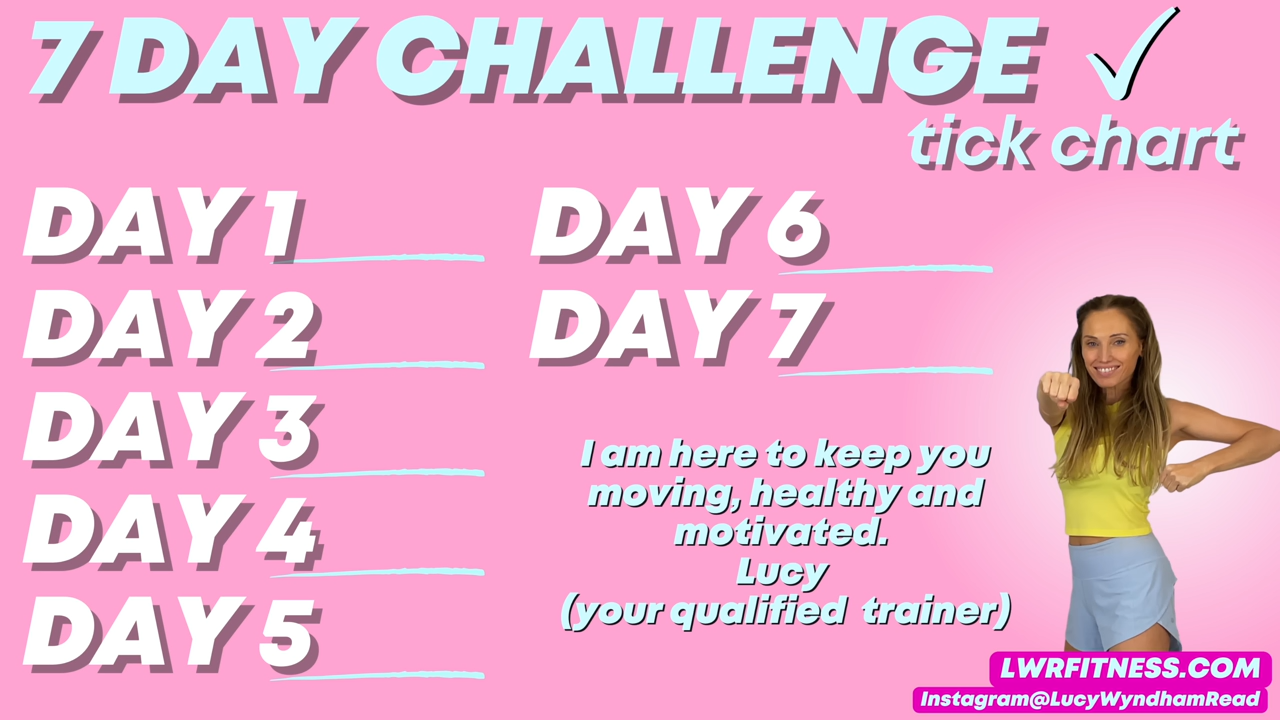 7 DAY CHALLENGE
tick chart
DAY 1
DAY 2
DAY 3
DAY 4
DAY 5
DAY 6
DAY 7
I am here to keep you
moving, healthy and
motivated.
Lucy
(your qualified trainer)
LWRFITNESS.COM
Instagram@LucyWyndhamRead